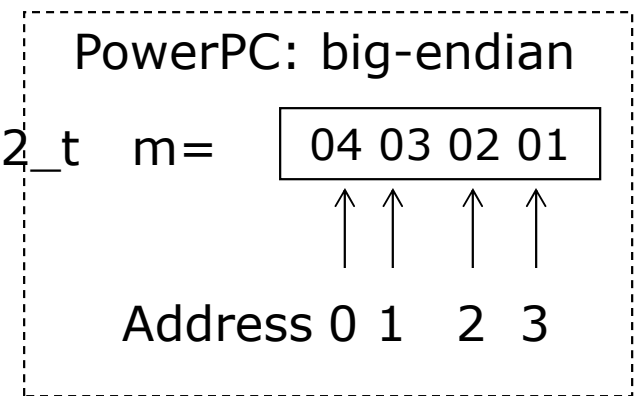 PowerPC: big-endian
2_t m= 04 03 02 01
Address 0 1 2 3